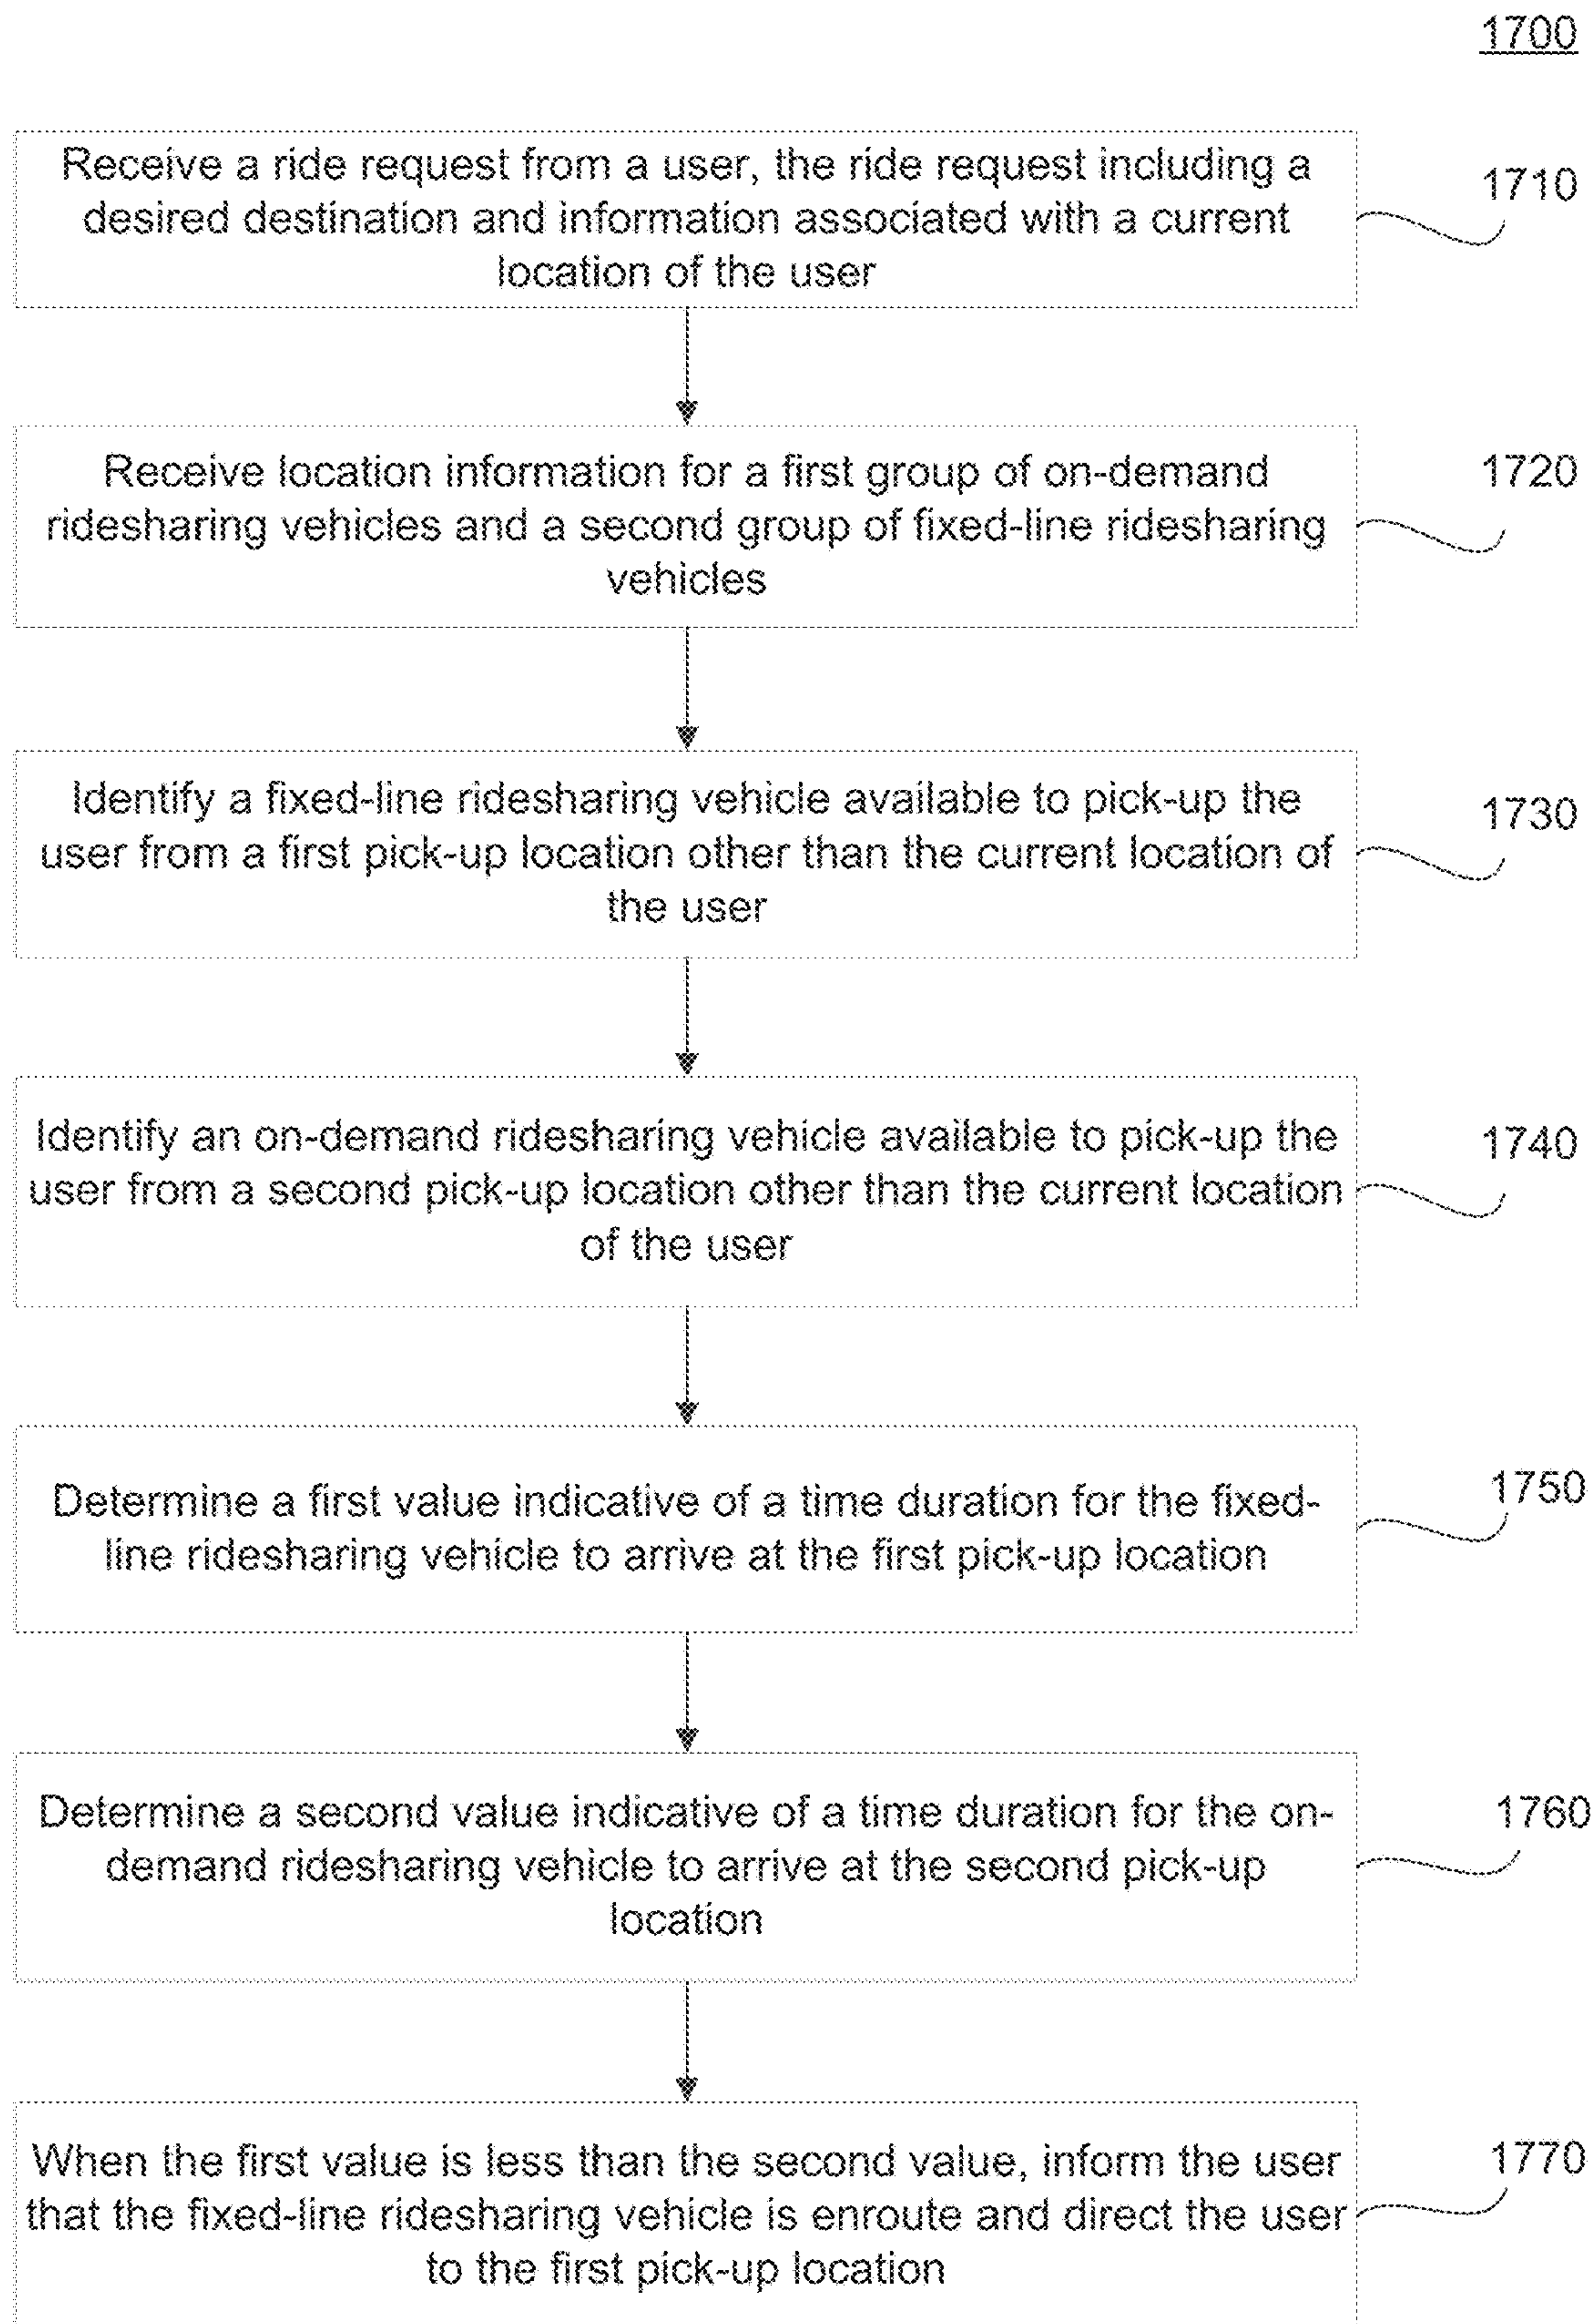 1700
Receive a ride request from a user, the ride request including a
desired destination and information associated with a current
location of the user
1710
Receive location information for a first group of on-demand
ridesharing vehicles and a second group of fixed-line ridesharing
vehicles
1720
Identify a fixed-line ridesharing vehicle available to pick-up the
user from a first pick-up location other than the current location of
the user
1730
Identify an on-demand ridesharing vehicle available to pick-up the
user from a second pick-up location other than the current location
of the user
1740
Determine a first value indicative of a time duration for the fixed-
line ridesharing vehicle to arrive at the first pick-up location
1750
Determine a second value indicative of a time duration for the on-
demand ridesharing vehicle to arrive at the second pick-up
location
1760
When the first value is less than the second value, inform the user
that the fixed-line ridesharing vehicle is enroute and direct the user
to the first pick-up location
1770